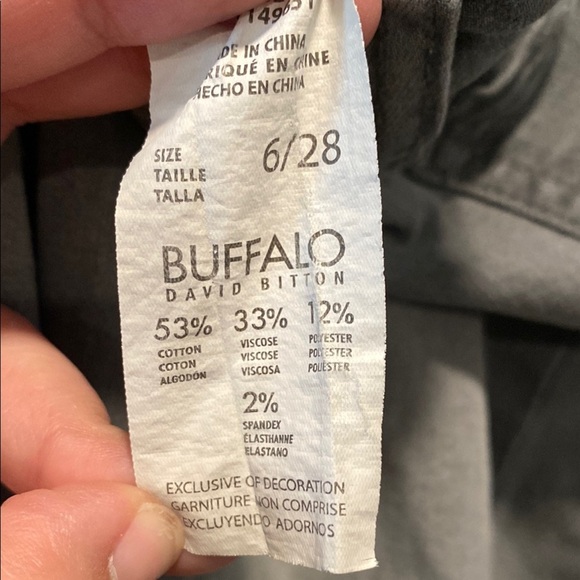 DE IN CHINA
RIQUÉ EN CHINE
HECHO EN CHINA
SIZE
TAILLE
TALLA
6/28
BUFFALO
DAVID BITTON
53%
COTTON
COTON
ALGODÓN
33%
VISCOSE
VISCOSE
VISCOSA
12%
POLYESTER
POLYESTER
POLIÉSTER
2%
SPANDEX
ÉLASTHANNE
ELASTANO
EXCLUSIVE OF DECORATION
GARNITURE NON COMPRISE
EXCLUYENDO ADORNOS